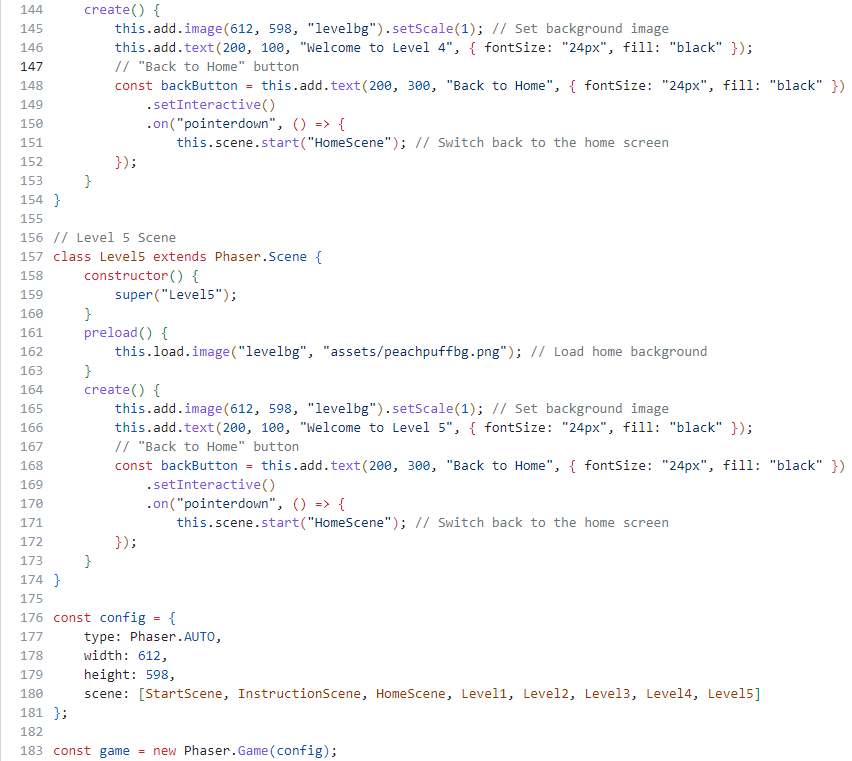 144     create() {
145         this.add.image(612, 598, "levelbg").setScale(1); // Set background image
146         this.add.text(200, 100, "Welcome to Level 4", { fontSize: "24px", fill: "black" });
147         // "Back to Home" button
148         const backButton = this.add.text(200, 300, "Back to Home", { fontSize: "24px", fill: "black" })
149             .setInteractive()
150             .on("pointerdown", () => {
151                 this.scene.start("HomeScene"); // Switch back to the home screen
152         });
153     }
154 }
155
156 // Level 5 Scene
157 class Level5 extends Phaser.Scene {
158     constructor() {
159         super("Level5");
160     }
161     preload() {
162         this.load.image("levelbg", "assets/peachpuffbg.png"); // Load home background
163     }
164     create() {
165         this.add.image(612, 598, "levelbg").setScale(1); // Set background image
166         this.add.text(200, 100, "Welcome to Level 5", { fontSize: "24px", fill: "black" });
167         // "Back to Home" button
168         const backButton = this.add.text(200, 300, "Back to Home", { fontSize: "24px", fill: "black" })
169             .setInteractive()
170             .on("pointerdown", () => {
171                 this.scene.start("HomeScene"); // Switch back to the home screen
172         });
173     }
174 }
175
176 const config = {
177     type: Phaser.AUTO,
178     width: 612,
179     height: 598,
180     scene: [StartScene, InstructionScene, HomeScene, Level1, Level2, Level3, Level4, Level5]
181 };
182
183 const game = new Phaser.Game(config);